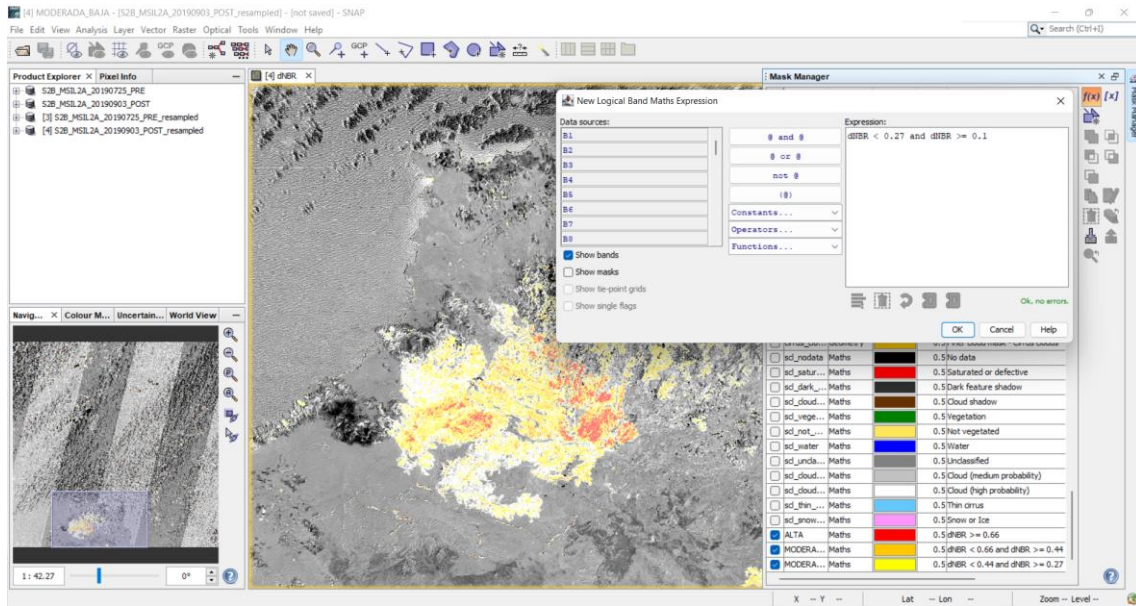 [4] MODERADA_BAJA - [S2B_MSIL2A_20190903_POST_resampled] - [not saved] - SNAP
File Edit View Analysis Layer Vector Raster Optical Tools Window Help
Search (Ctrl+I)
GCP GCP
Product Explorer Pixel Info
S2B_MSIL2A_20190725_PRE
S2B_MSIL2A_20190903_POST
[3] S2B_MSIL2A_20190725_PRE_resampled
[4] S2B_MSIL2A_20190903_POST_resampled
[4] dNBR
Mask Manager
f(x) [x]
Mask Manager
New Logical Band Maths Expression
Data sources:
B1
B2
B3
B4
B5
B6
B7
B8
@ and @
@ or @
not @
(@)
Constants...
Operators...
Functions...
Expression:
dNBR < 0.27 and dNBR >= 0.1
Show bands
Show masks
Show tie-point grids
Show single flags
Ok, no errors.
OK Cancel Help
scl_nodata Maths 0.5 No data
scl_satur... Maths 0.5 Saturated or defective
scl_dark_... Maths 0.5 Dark feature shadow
scl_cloud... Maths 0.5 Cloud shadow
scl_vege... Maths 0.5 Vegetation
scl_not_... Maths 0.5 Not vegetated
scl_water Maths 0.5 Water
scl_uncla... Maths 0.5 Unclassified
scl_cloud... Maths 0.5 Cloud (medium probability)
scl_cloud... Maths 0.5 Cloud (high probability)
scl_thin_... Maths 0.5 Thin cirrus
scl_snow... Maths 0.5 Snow or Ice
ALTA Maths 0.5 dNBR >= 0.66
MODERA... Maths 0.5 dNBR < 0.66 and dNBR >= 0.44
MODERA... Maths 0.5 dNBR < 0.44 and dNBR >= 0.27
Navig... Colour M... Uncertain... World View
1 : 42.27 0°
X -- Y -- Lat -- Lon -- Zoom -- Level --